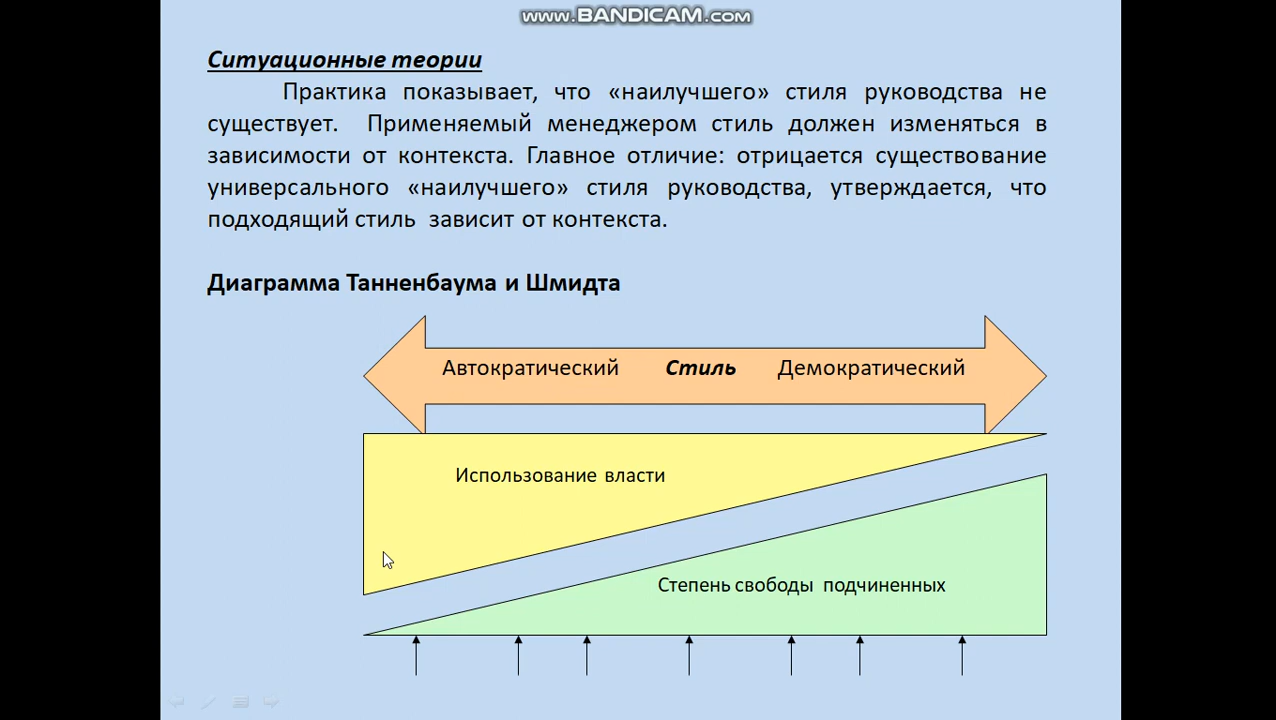 www.BANDICAM.com
Ситуационные теории
Практика показывает, что «наилучшего» стиля руководства не
существует. Применяемый менеджером стиль должен изменяться в
зависимости от контекста. Главное отличие: отрицается существование
универсального «наилучшего» стиля руководства, утверждается, что
подходящий стиль зависит от контекста.
Диаграмма Танненбаума и Шмидта
Автократический Стиль Демократический
Использование власти
Степень свободы подчиненных